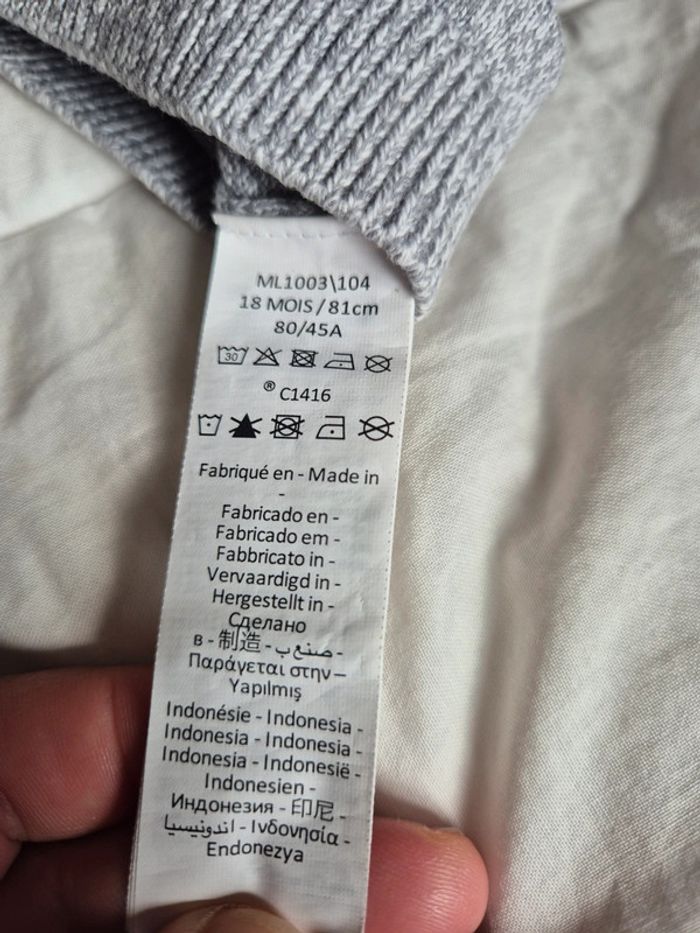 ML1003\104
18 MOIS / 81cm
80/45A
30
® C1416
Fabriqué en - Made in
-
Fabricado en -
Fabricado em -
Fabbricato in -
Vervaardigd in -
Hergestellt in -
Сделано
в - 制造 - صنع ب -
Παράγεται στην –
Yapılmış
Indonésie - Indonesia -
Indonesia - Indonesia -
Indonesia - Indonesië -
Indonesien -
Индонезия - 印尼 -
اندونيسيا - Ινδονησία -
Endonezya